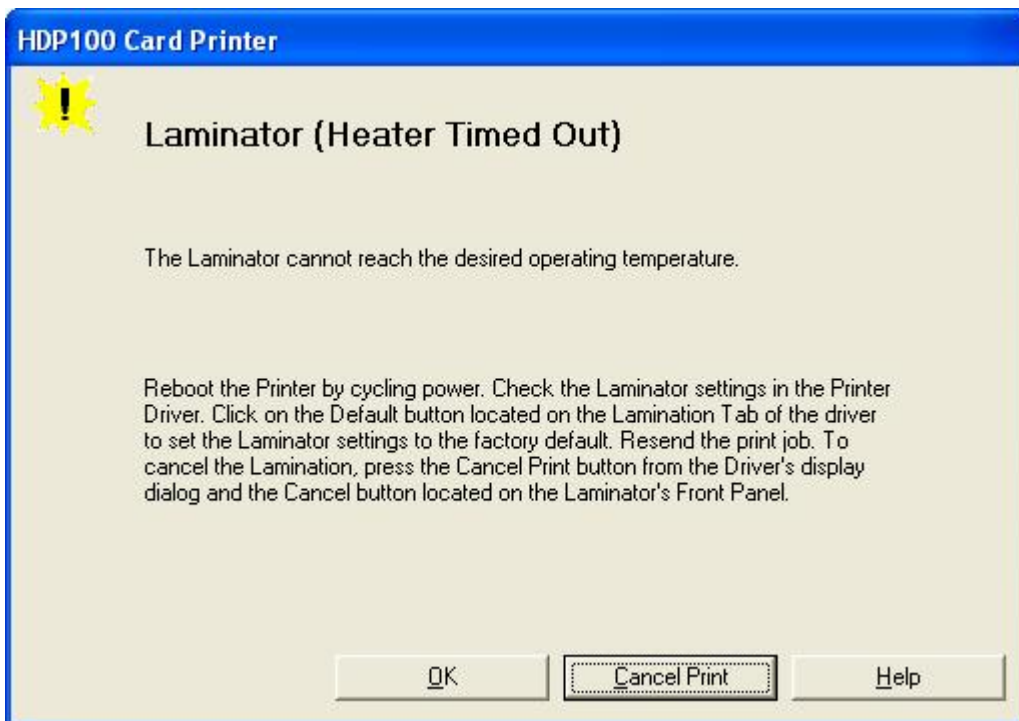 HDP100 Card Printer
Laminator (Heater Timed Out)
The Laminator cannot reach the desired operating temperature.
Reboot the Printer by cycling power. Check the Laminator settings in the Printer
Driver. Click on the Default button located on the Lamination Tab of the driver
to set the Laminator settings to the factory default. Resend the print job. To
cancel the Lamination, press the Cancel Print button from the Driver's display
dialog and the Cancel button located on the Laminator's Front Panel.
OK Cancel Print Help